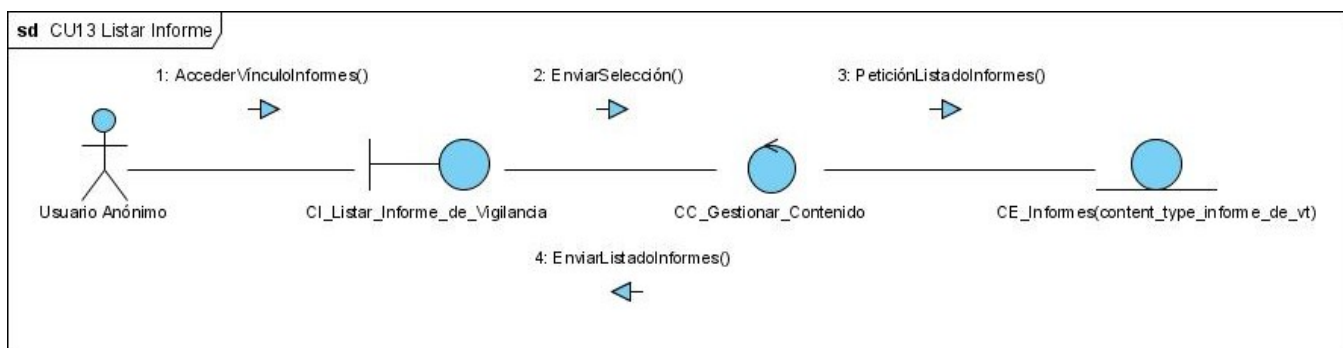 sd CU13 Listar Informe
1: AccederVínculoInformes()
2: EnviarSelección()
3: PeticiónListadoInformes()
Usuario Anónimo
CI_Listar_Informe_de_Vigilancia
CC_Gestionar_Contenido
CE_Informes(content_type_informe_de_vt)
4: EnviarListadoInformes()